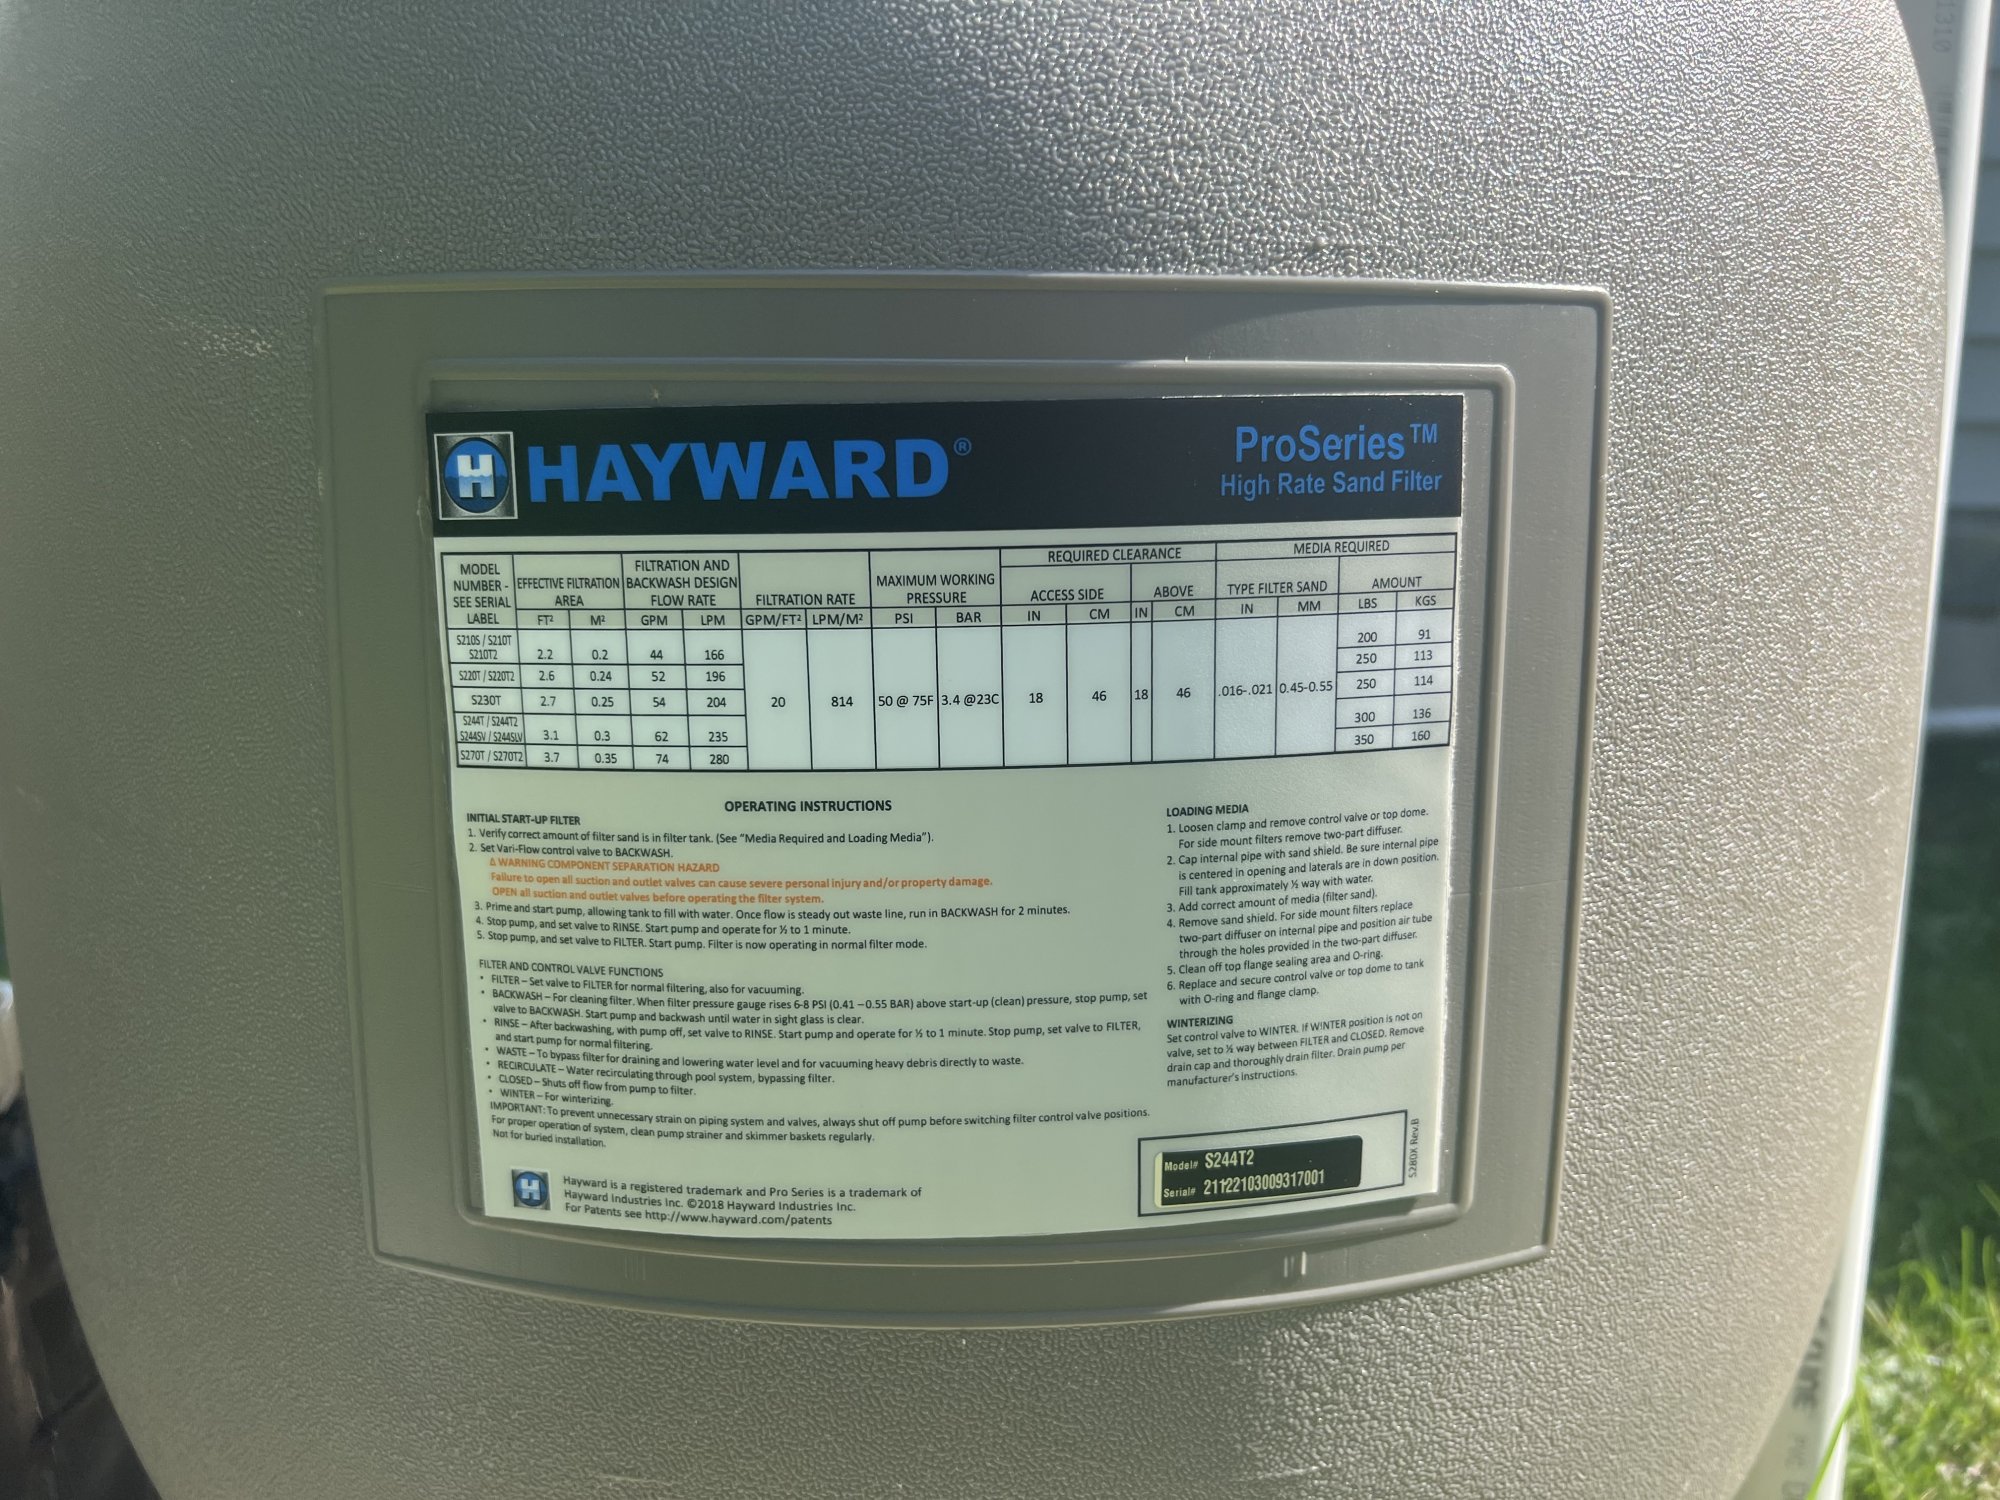 HAYWARD®
ProSeries™
High Rate Sand Filter
MODEL NUMBER - SEE SERIAL LABEL
EFFECTIVE FILTRATION AREA
FILTRATION AND BACKWASH DESIGN FLOW RATE
FILTRATION RATE
MAXIMUM WORKING PRESSURE
REQUIRED CLEARANCE
ACCESS SIDE ABOVE
MEDIA REQUIRED
TYPE FILTER SAND AMOUNT
FT² M² GPM LPM GPM/FT² LPM/M² PSI BAR IN CM IN CM IN MM LBS KGS
S210S / S210T
S210T2 2.2 0.2 44 166 200 91
S220T / S220T2 2.6 0.24 52 196 250 113
S230T 2.7 0.25 54 204 20 814 50 @ 75F 3.4 @23C 18 46 18 46 .016-.021 0.45-0.55 250 114
S244T / S244T2
S244SV / S244SLV 3.1 0.3 62 235 300 136
S270T / S270T2 3.7 0.35 74 280 350 160
OPERATING INSTRUCTIONS
INITIAL START-UP FILTER
1. Verify correct amount of filter sand is in filter tank. (See "Media Required and Loading Media").
2. Set Vari-Flow control valve to BACKWASH.
⚠ WARNING COMPONENT SEPARATION HAZARD
Failure to open all suction and outlet valves can cause severe personal injury and/or property damage.
OPEN all suction and outlet valves before operating the filter system.
3. Prime and start pump, allowing tank to fill with water. Once flow is steady out waste line, run in BACKWASH for 2 minutes.
4. Stop pump, and set valve to RINSE. Start pump and operate for ½ to 1 minute.
5. Stop pump, and set valve to FILTER. Start pump. Filter is now operating in normal filter mode.
FILTER AND CONTROL VALVE FUNCTIONS
• FILTER – Set valve to FILTER for normal filtering, also for vacuuming.
• BACKWASH – For cleaning filter. When filter pressure gauge rises 6-8 PSI (0.41 – 0.55 BAR) above start-up (clean) pressure, stop pump, set
valve to BACKWASH. Start pump and backwash until water in sight glass is clear.
• RINSE – After backwashing, with pump off, set valve to RINSE. Start pump and operate for ½ to 1 minute. Stop pump, set valve to FILTER,
and start pump for normal filtering.
• WASTE – To bypass filter for draining and lowering water level and for vacuuming heavy debris directly to waste.
• RECIRCULATE – Water recirculating through pool system, bypassing filter.
• CLOSED – Shuts off flow from pump to filter.
• WINTER – For winterizing.
IMPORTANT: To prevent unnecessary strain on piping system and valves, always shut off pump before switching filter control valve positions.
For proper operation of system, clean pump strainer and skimmer baskets regularly.
Not for buried installation.
LOADING MEDIA
1. Loosen clamp and remove control valve or top dome.
For side mount filters remove two-part diffuser.
2. Cap internal pipe with sand shield. Be sure internal pipe
is centered in opening and laterals are in down position.
Fill tank approximately ½ way with water.
3. Add correct amount of media (filter sand).
4. Remove sand shield. For side mount filters replace
two-part diffuser on internal pipe and position air tube
through the holes provided in the two-part diffuser.
5. Clean off top flange sealing area and O-ring.
6. Replace and secure control valve or top dome to tank
with O-ring and flange clamp.
WINTERIZING
Set control valve to WINTER. If WINTER position is not on
valve, set to ½ way between FILTER and CLOSED. Remove
drain cap and thoroughly drain filter. Drain pump per
manufacturer's instructions.
Hayward is a registered trademark and Pro Series is a trademark of
Hayward Industries Inc. ©2018 Hayward Industries Inc.
For Patents see http://www.hayward.com/patents
Model# S244T2
Serial# 21122103009317001
S280X Rev.B